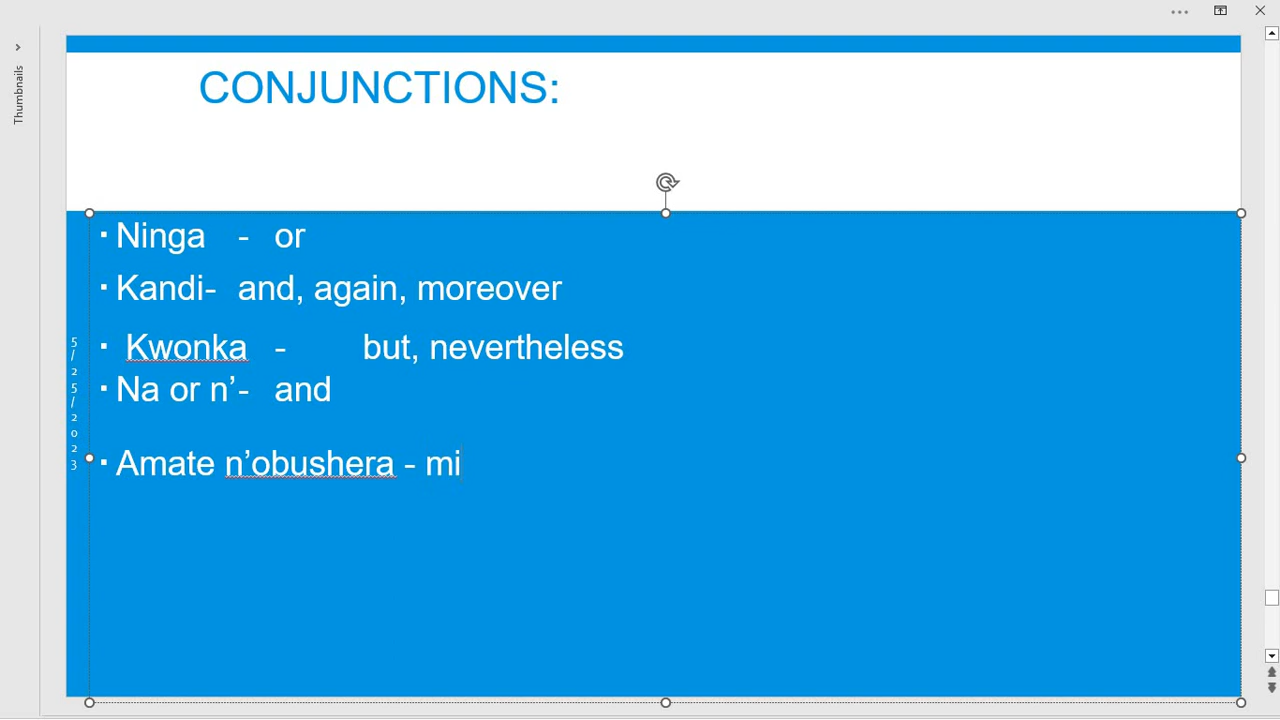 Thumbnails
CONJUNCTIONS:
▪ Ninga - or
▪ Kandi- and, again, moreover
▪ Kwonka - but, nevertheless
▪ Na or n’- and
▪ Amate n’obushera - mi
5/25/2023